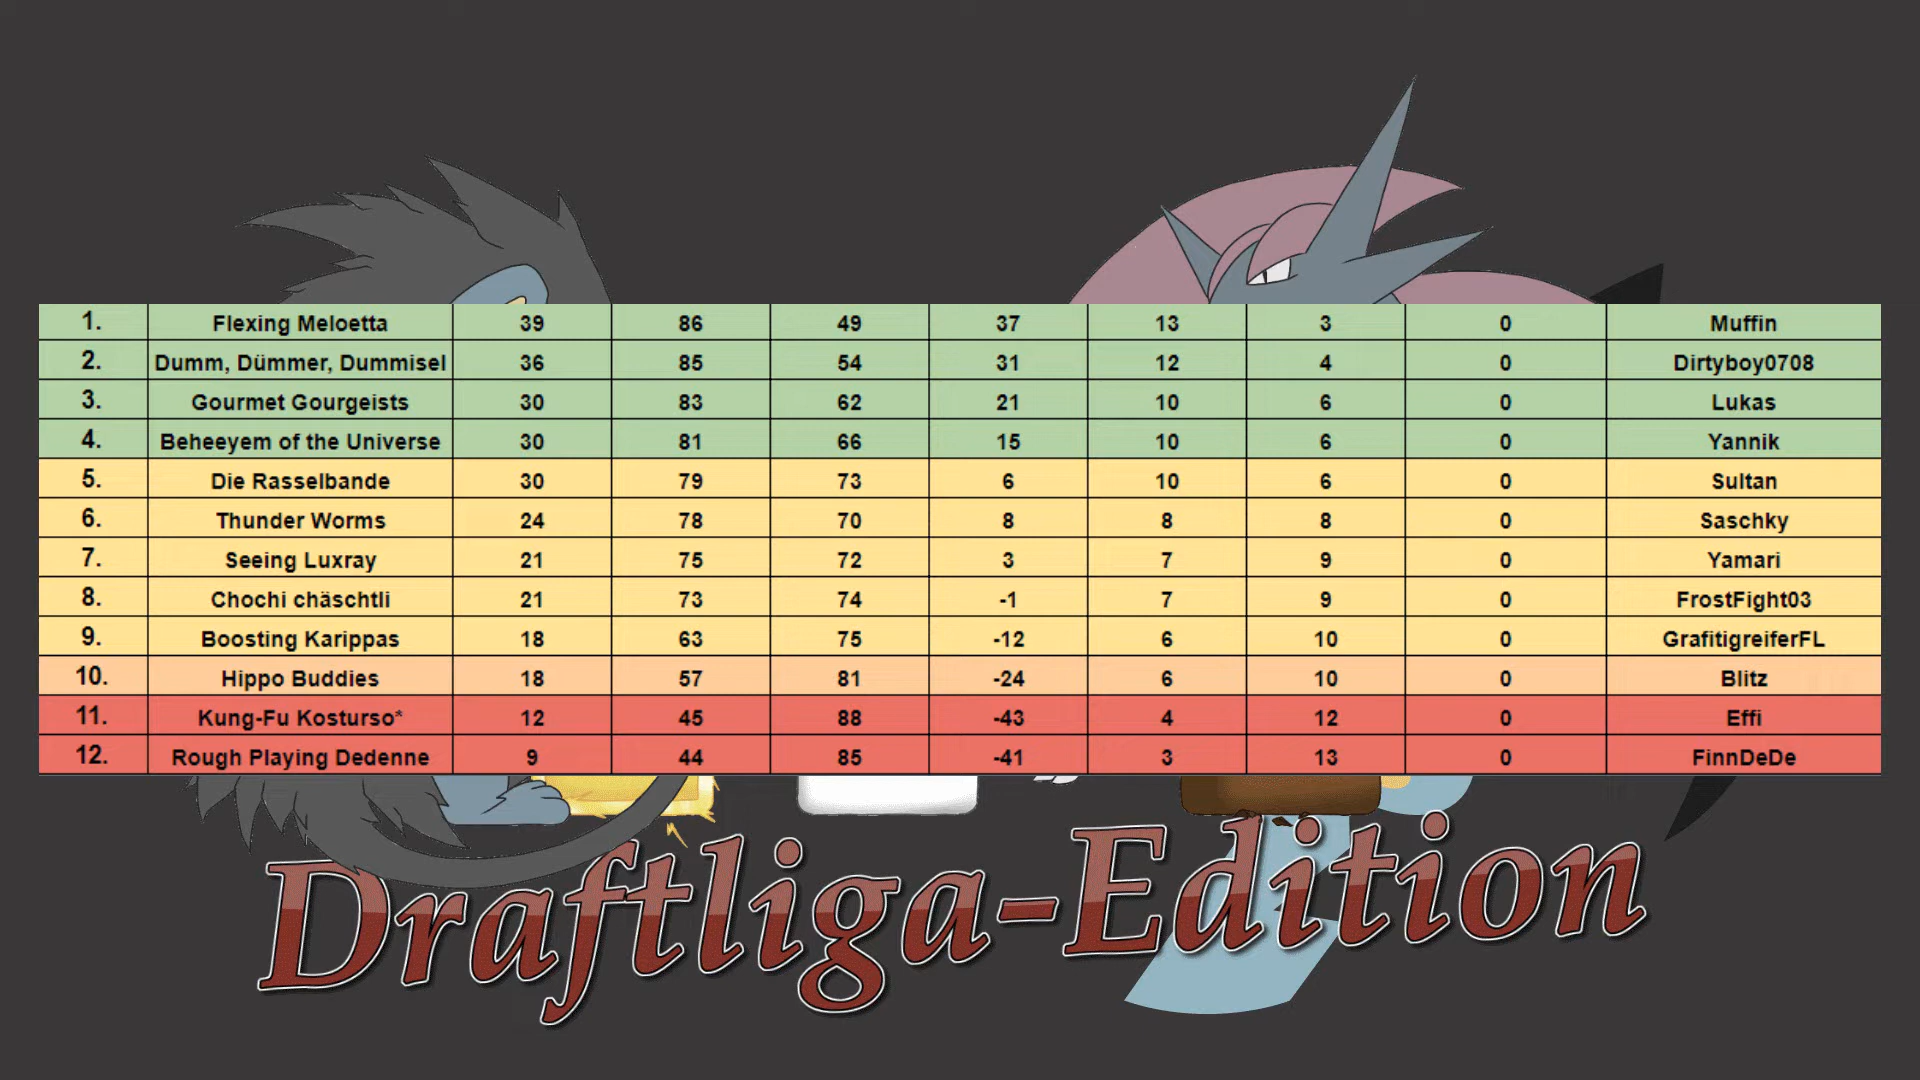 1. Flexing Meloetta 39 86 49 37 13 3 0 Muffin
2. Dumm, Dümmer, Dummisel 36 85 54 31 12 4 0 Dirtyboy0708
3. Gourmet Gourgeists 30 83 62 21 10 6 0 Lukas
4. Beheeyem of the Universe 30 81 66 15 10 6 0 Yannik
5. Die Rasselbande 30 79 73 6 10 6 0 Sultan
6. Thunder Worms 24 78 70 8 8 8 0 Saschky
7. Seeing Luxray 21 75 72 3 7 9 0 Yamari
8. Chochi chäschtli 21 73 74 -1 7 9 0 FrostFight03
9. Boosting Karippas 18 63 75 -12 6 10 0 GrafitigreiferFL
10. Hippo Buddies 18 57 81 -24 6 10 0 Blitz
11. Kung-Fu Kosturso* 12 45 88 -43 4 12 0 Effi
12. Rough Playing Dedenne 9 44 85 -41 3 13 0 FinnDeDe
Draftliga-Edition